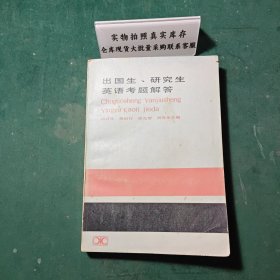 实物拍照真实库存
仓库现货大批量采购联系客服
出国生、研究生
英语考题解答
Chuguosheng Yanjiusheng
Yingyu Kaoti Jieda